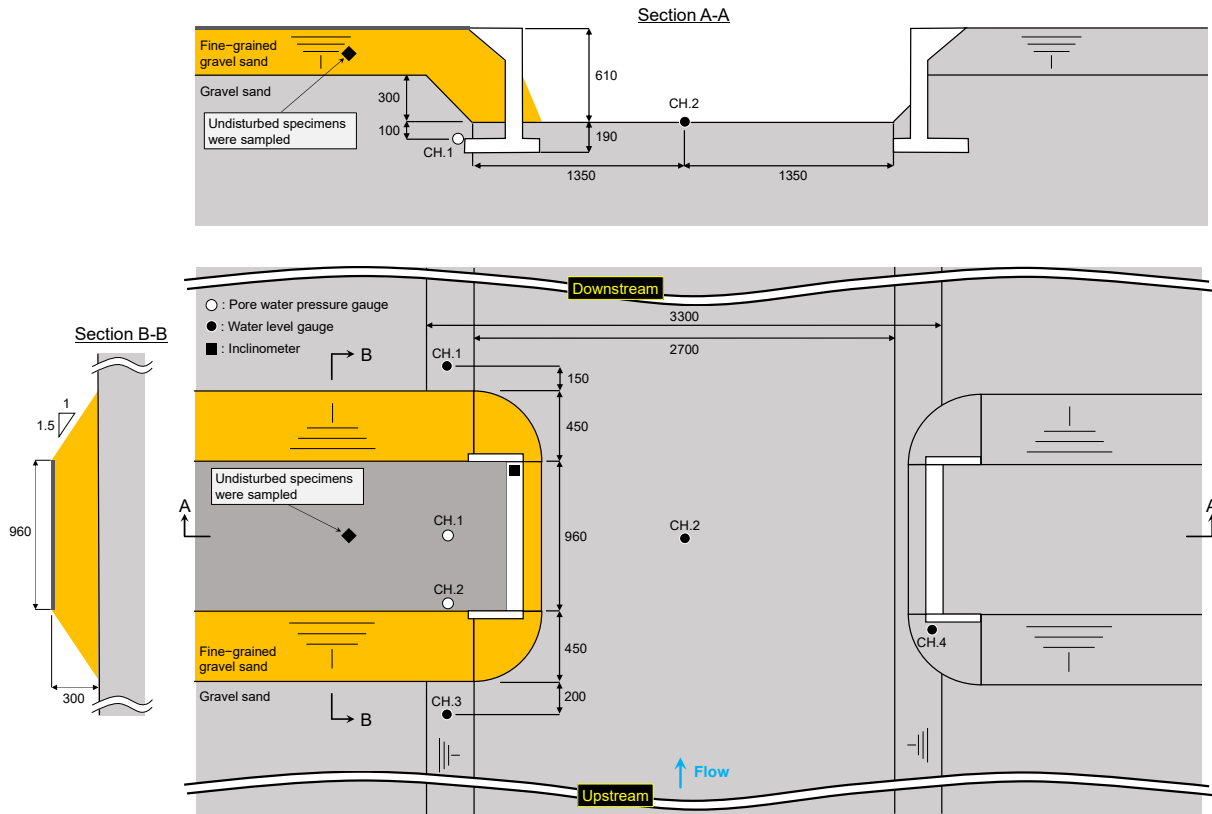 Section A-A
Fine−grained
gravel sand
Gravel sand
Undisturbed specimens
were sampled
300
100
CH.1
610
190
CH.2
1350
1350
Downstream
○ : Pore water pressure gauge
● : Water level gauge
■ : Inclinometer
3300
2700
Section B-B
B
CH.1
150
1
1.5
450
Undisturbed specimens
were sampled
A
A
960
CH.1
CH.2
960
CH.2
CH.4
Fine−grained
gravel sand
450
Gravel sand
200
300
B
CH.3
Flow
Upstream